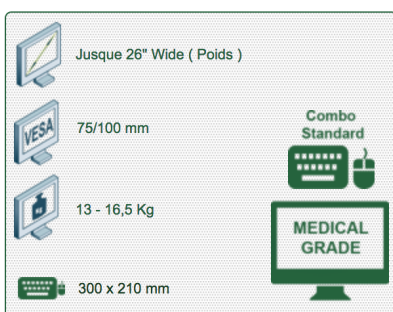 Jusque 26" Wide ( Poids )
VESA
75/100 mm
Combo
Standard
KG
13 - 16,5 Kg
MEDICAL
GRADE
300 x 210 mm